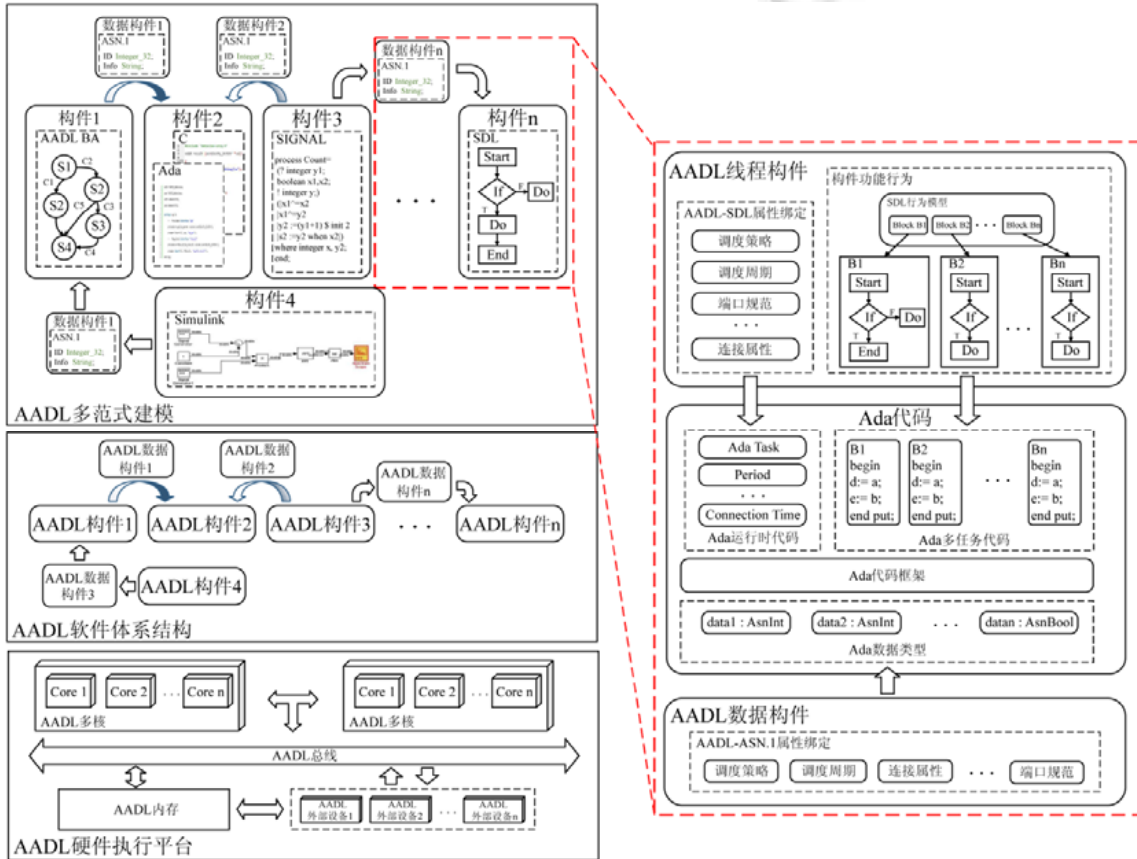 数据构件1
ASN.1
ID Integer_32;
Info String;
数据构件2
ASN.1
ID Integer_32;
Info String;
数据构件n
ASN.1
ID Integer_32;
Info String;
构件1
AADL BA
S1
C2
C1
S2
S2
C5
C3
S3
S4
C4
构件2
C
Ada
构件3
SIGNAL
process Count=
(? integer y1;
boolean x1,x2;
! integer y;)
(|x1^=x2
|x1^=y2
|y2 :=(y1+1) $ init 2
|s2 :=y2 when x2|)
where integer x, y2;
end;
· · ·
构件n
SDL
Start
If
F
Do
T
Do
End
数据构件1
ASN.1
ID Integer_32;
Info String;
构件4
Simulink
AADL多范式建模
AADL数据
构件1
AADL数据
构件2
AADL数据
构件n
AADL构件1
AADL构件2
AADL构件3
· · ·
AADL构件n
AADL数据
构件3
AADL构件4
AADL软件体系结构
Core 1
Core 2
· · ·
Core n
AADL多核
Core 1
Core 2
· · ·
Core n
AADL多核
AADL总线
AADL内存
AADL
外部设备1
AADL
外部设备2
· · ·
AADL
外部设备n
AADL硬件执行平台
AADL线程构件
AADL-SDL属性绑定
调度策略
调度周期
端口规范
· · ·
连接属性
构件功能行为
SDL行为模型
Block B1
Block B2
· · ·
Block Bn
B1
Start
If
F
Do
T
End
B2
Start
If
T
Do
· · ·
Bn
Start
If
T
Do
Ada代码
Ada Task
Period
· · ·
Connection Time
Ada运行时代码
B1
begin
d:= a;
e:= b;
end put;
B2
begin
d:= a;
e:= b;
end put;
· · ·
Bn
begin
d:= a;
e:= b;
end put;
Ada多任务代码
Ada代码框架
data1 : AsnInt
data2 : AsnInt
· · ·
datan : AsnBool
Ada数据类型
AADL数据构件
AADL-ASN.1属性绑定
调度策略
调度周期
连接属性
· · ·
端口规范